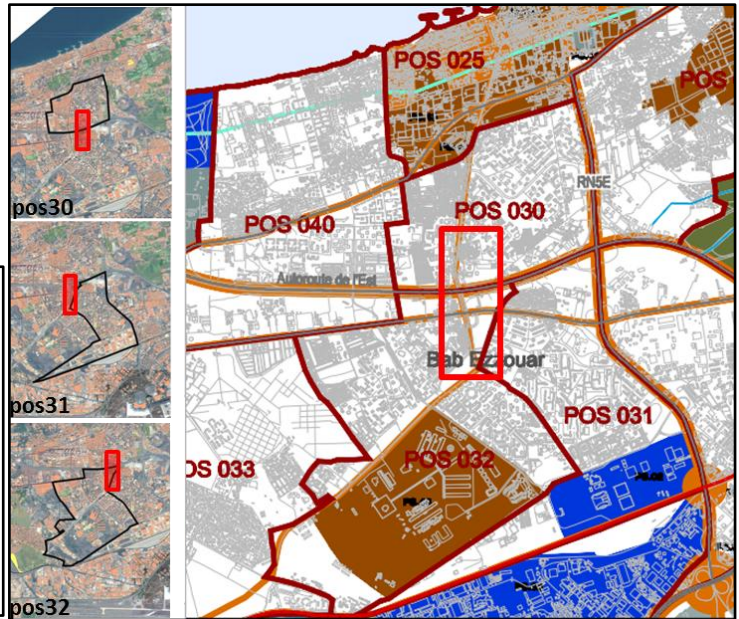 pos30
pos31
pos32
POS 025
POS
RN5E
POS 030
POS 040
Autoroute de l'Est
Bab Ezzouar
POS 031
POS 032
OS 033